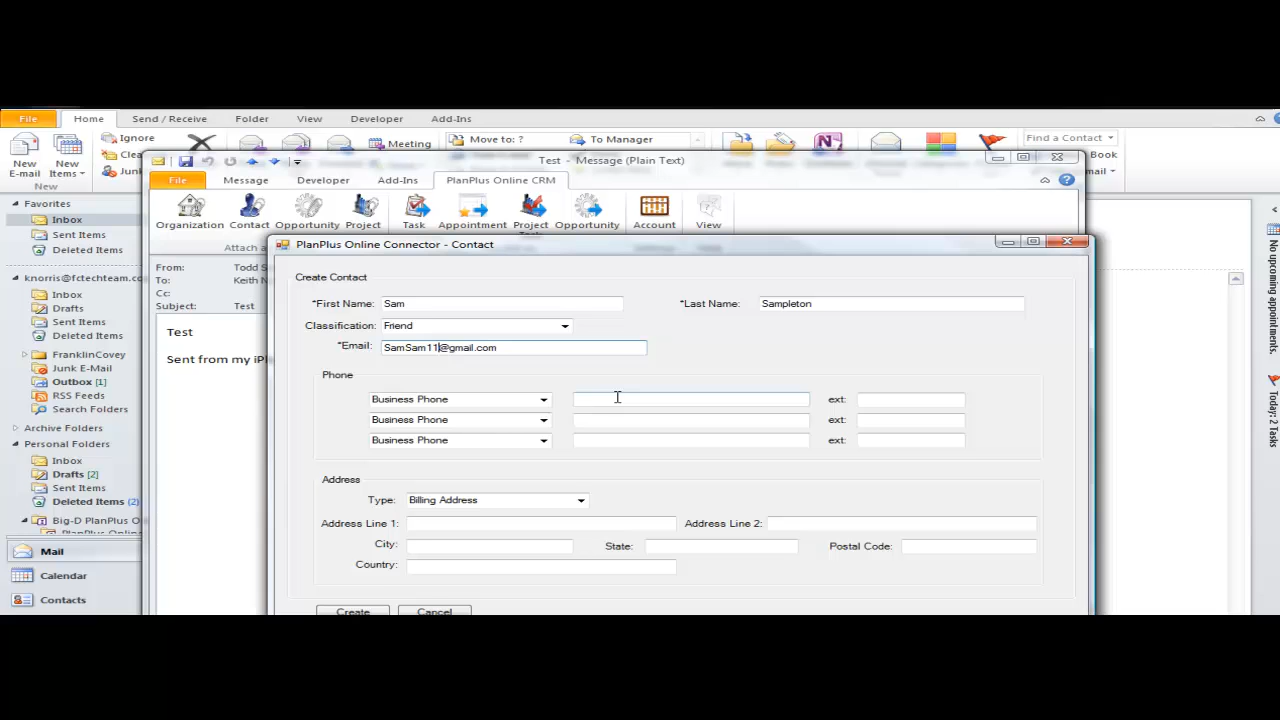 File Home Send / Receive Folder View Developer Add-Ins
New E-mail
New Items
Ignore
Meeting
Move to: ?
To Manager
Find a Contact
Book
New
Test - Message (Plain Text)
File Message Developer Add-Ins PlanPlus Online CRM
Organization Contact Opportunity Project Task Appointment Project Opportunity Account View
Attach a
PlanPlus Online Connector - Contact
From:
To:
Cc:
Subject: Test
Test
Sent from my iP
Favorites
Inbox
Sent Items
Deleted Items
knorris@fctechteam.co
Inbox
Drafts
Sent Items
Deleted Items
FranklinCovey
Junk E-Mail
Outbox [1]
RSS Feeds
Search Folders
Archive Folders
Personal Folders
Inbox
Drafts [2]
Sent Items
Deleted Items (2)
Big-D PlanPlus On
Mail
Calendar
Contacts
Create Contact
*First Name: Sam *Last Name: Sampleton
Classification: Friend
*Email: SamSam11@gmail.com
Phone
Business Phone ext:
Business Phone ext:
Business Phone ext:
Address
Type: Billing Address
Address Line 1: Address Line 2:
City: State: Postal Code:
Country:
Create Cancel
No upcoming appointments.
Today: 2 Tasks